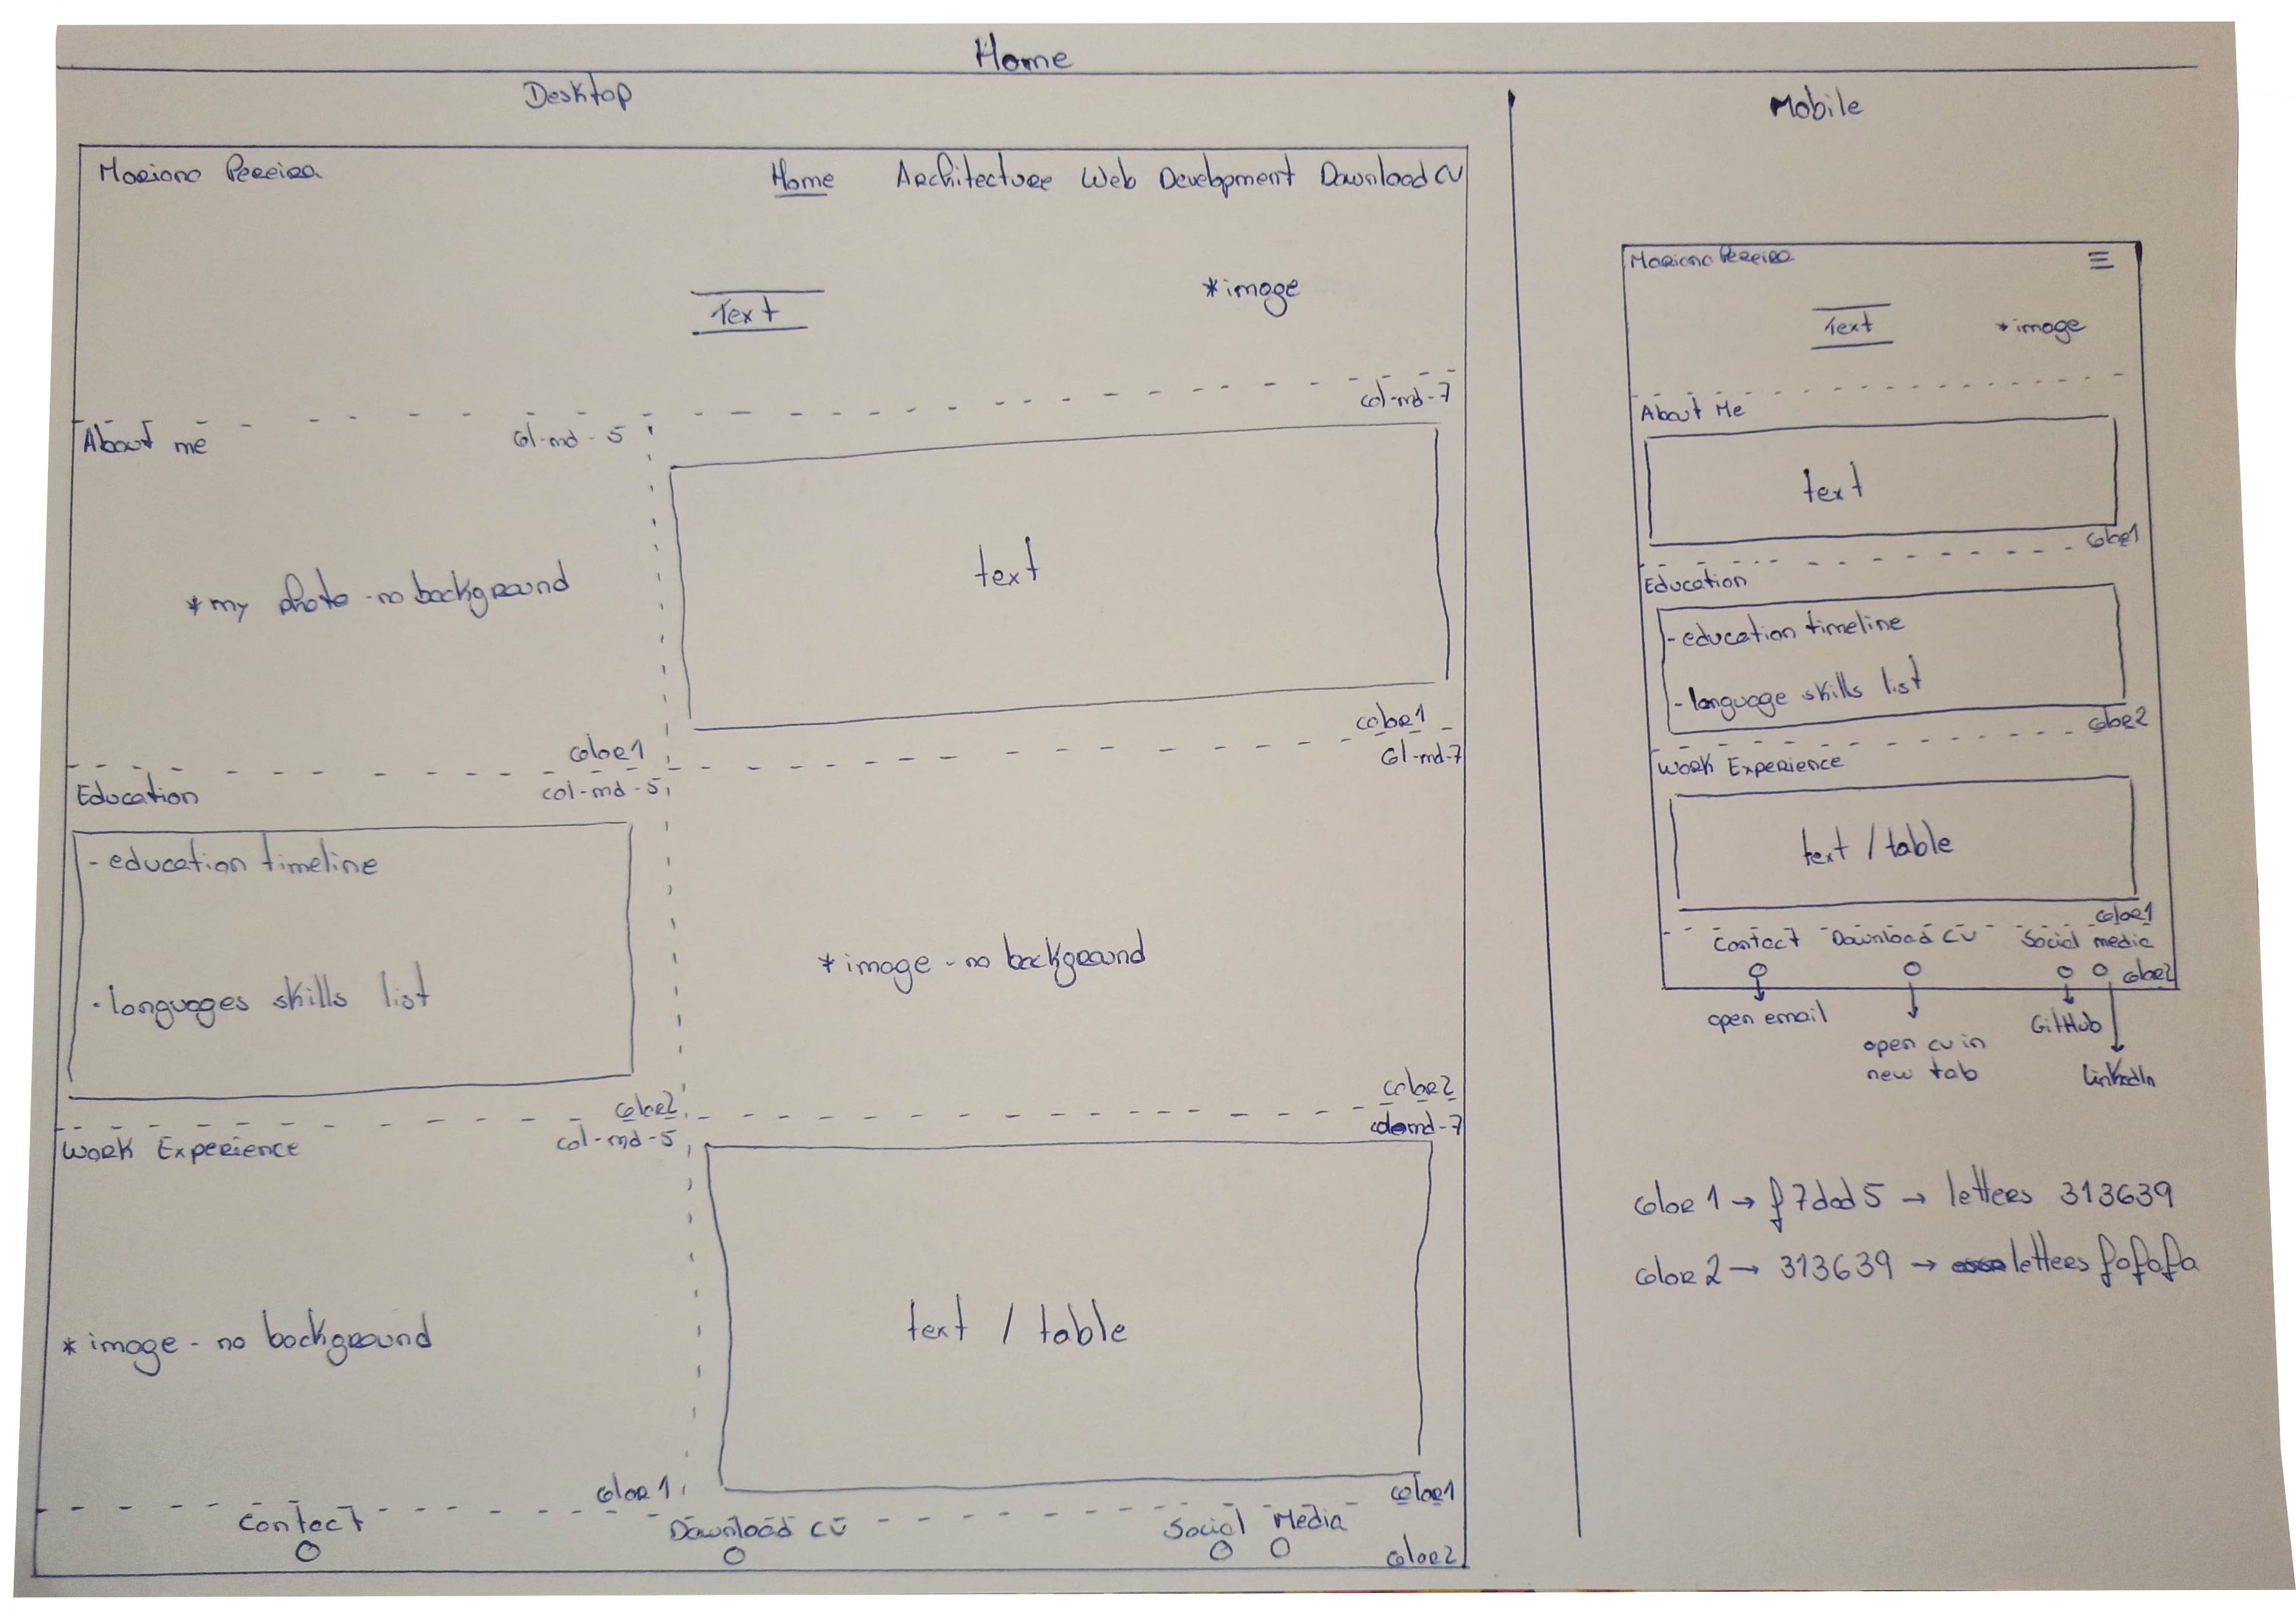 Home
Desktop
Mariana Pereira
Home Architecture Web Development Download CV
Text
*image
col-md-7
About me
col-md-5
*my photo - no background
text
color1
color1
col-md-7
Education
col-md-5
- education timeline
- languages skills list
*image - no background
color2
color2
col-md-7
Work Experience
col-md-5
*image - no background
text / table
color1
color1
Contact
Download CV
Social Media
color2
Mobile
Mariana Pereira
Text
*image
About Me
text
color1
Education
- education timeline
- language skills list
color2
Work Experience
text / table
color1
Contact Download CV Social media
color2
open email
GitHub
open cv in
new tab
LinkedIn
color 1 → f7dad5 → letters 313639
color 2 → 313639 → letters fafafa